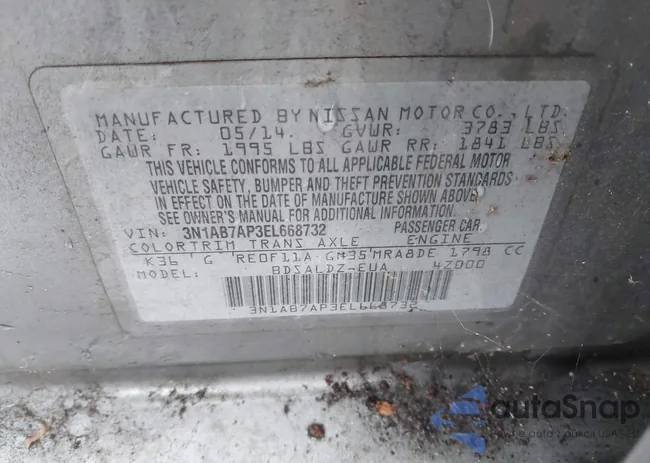 MANUFACTURED BY NISSAN MOTOR CO., LTD.
DATE: 05/14. GVWR: 3783 LBS
GAWR FR: 1995 LBS GAWR RR: 1841 LBS
THIS VEHICLE CONFORMS TO ALL APPLICABLE FEDERAL MOTOR
VEHICLE SAFETY, BUMPER AND THEFT PREVENTION STANDARDS
IN EFFECT ON THE DATE OF MANUFACTURE SHOWN ABOVE.
SEE OWNER'S MANUAL FOR ADDITIONAL INFORMATION.
VIN: 3N1AB7AP3EL668732 PASSENGER CAR
COLOR TRIM TRANS AXLE ENGINE
K36 G RE0F11A GM35 MRA8DE 1798 CC
MODEL: BDSALDZ-EUA 4Z000
3N1AB7AP3EL668732
autoSnap